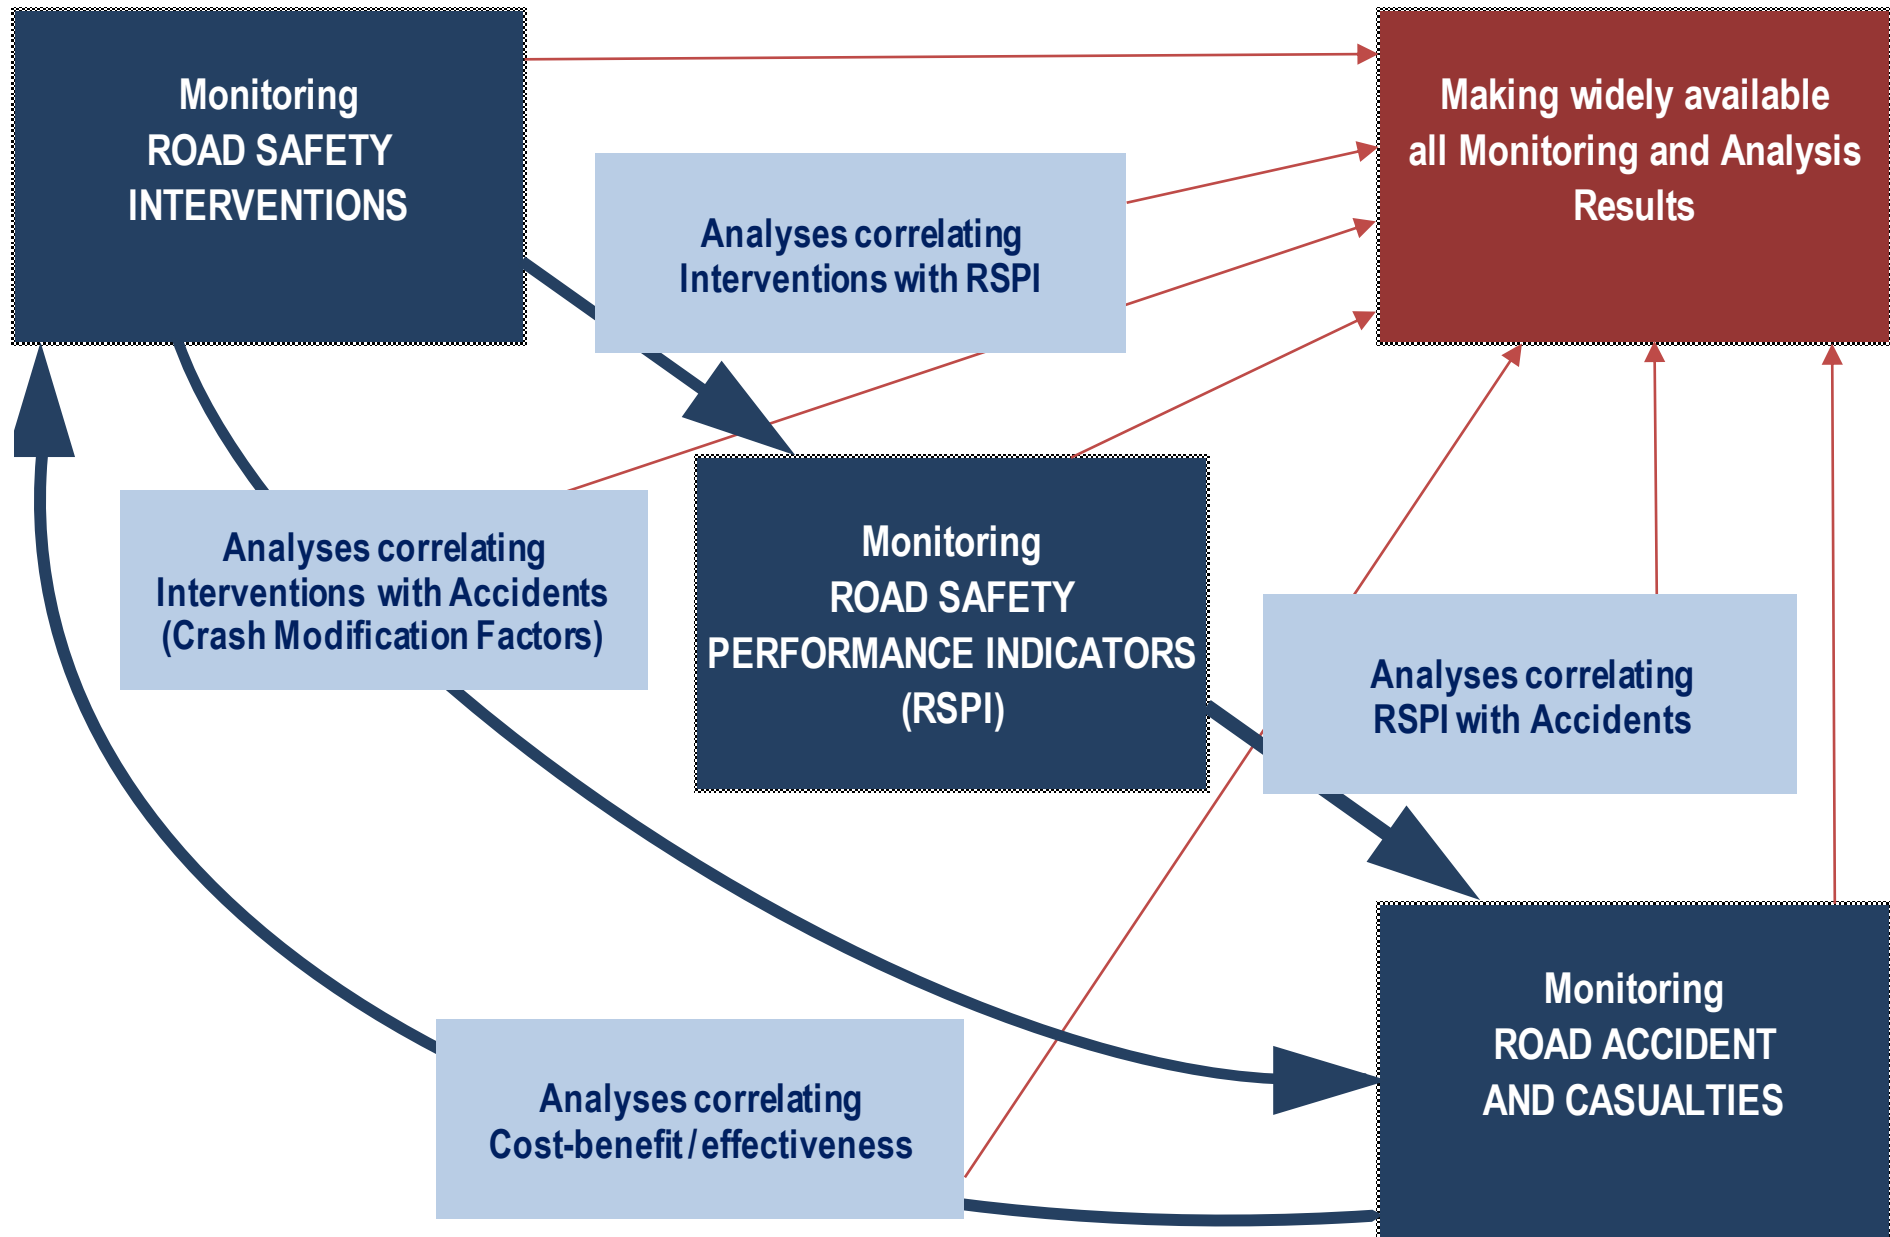 Monitoring
ROAD SAFETY
INTERVENTIONS
Making widely available
all Monitoring and Analysis
Results
Analyses correlating
Interventions with RSPI
Analyses correlating
Interventions with Accidents
(Crash Modification Factors)
Monitoring
ROAD SAFETY
PERFORMANCE INDICATORS
(RSPI)
Analyses correlating
RSPI with Accidents
Monitoring
ROAD ACCIDENT
AND CASUALTIES
Analyses correlating
Cost-benefit / effectiveness